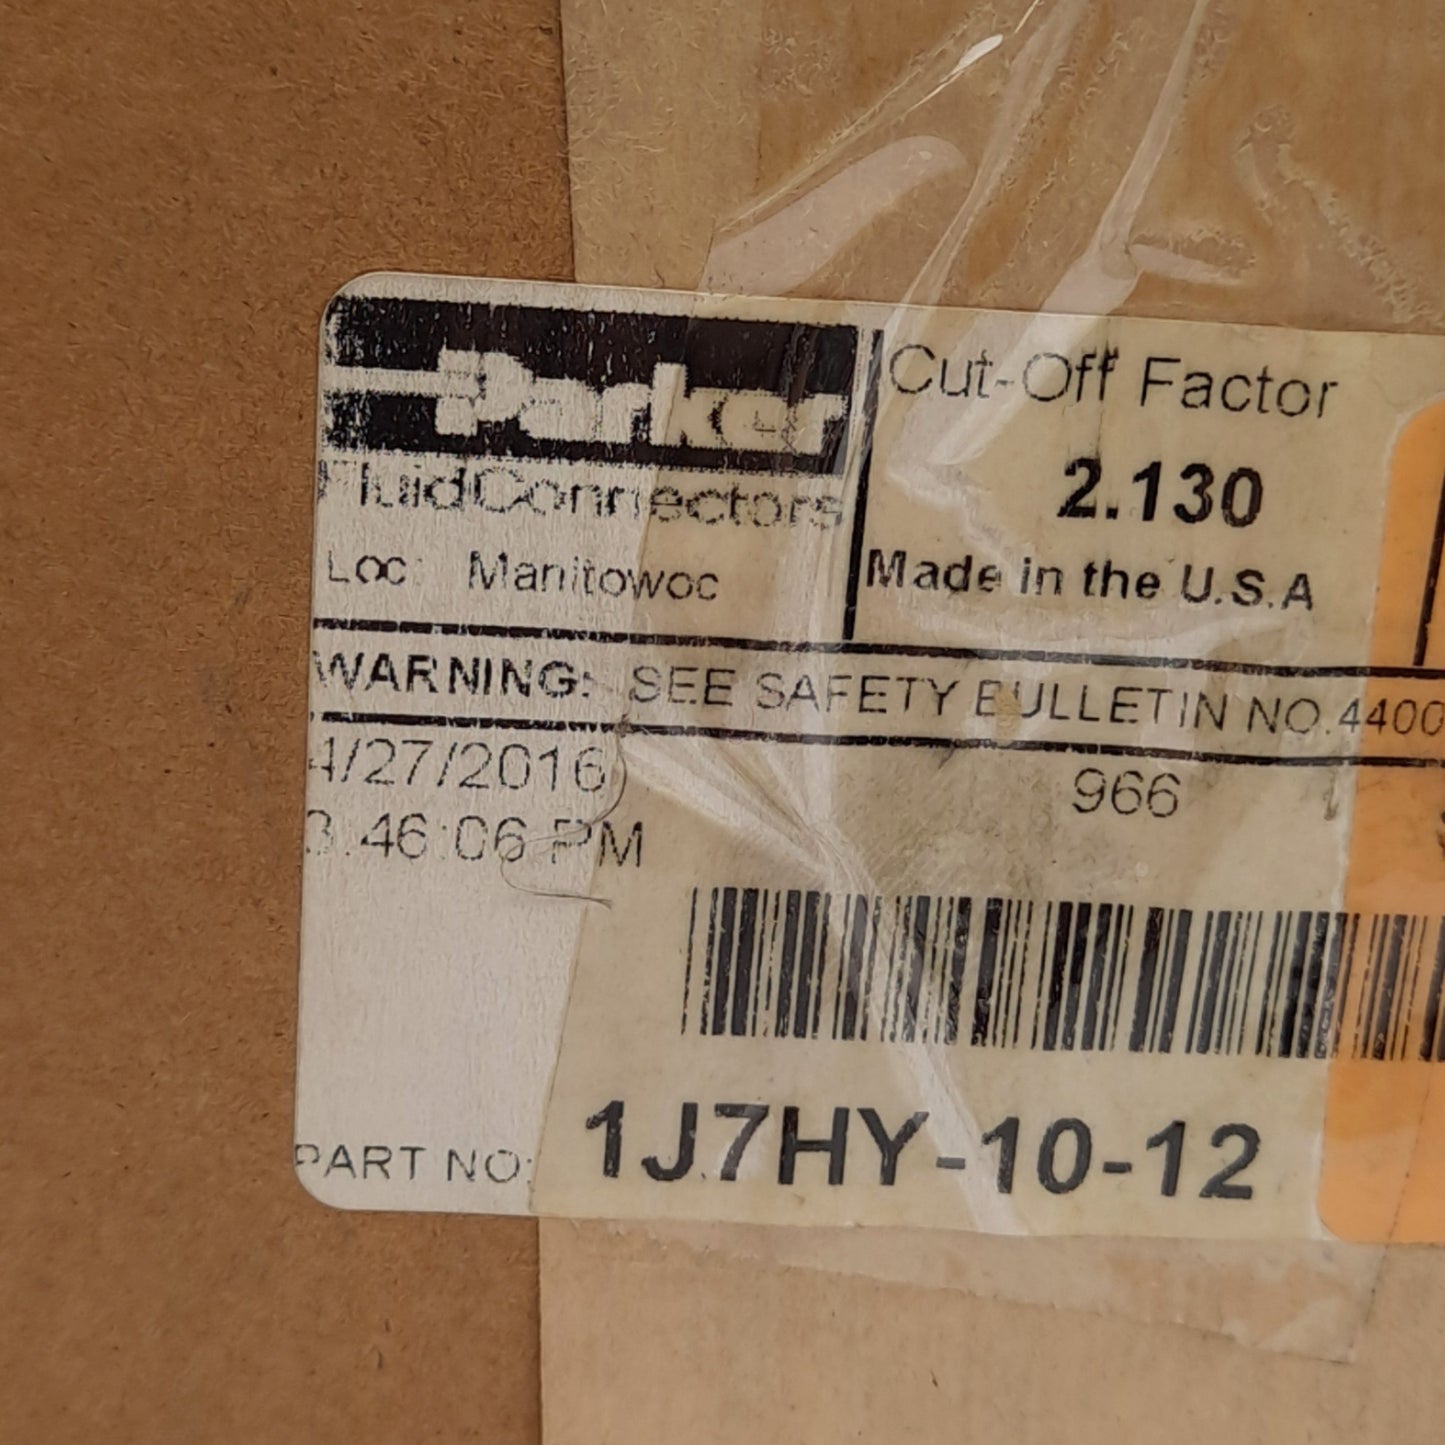 Parker
FluidConnectors
Loc: Manitowoc
Cut-Off Factor
2.130
Made in the U.S.A
WARNING: SEE SAFETY BULLETIN NO.4400
4/27/2016
3:46:06 PM
966
1J7HY-10-12
PART NO: